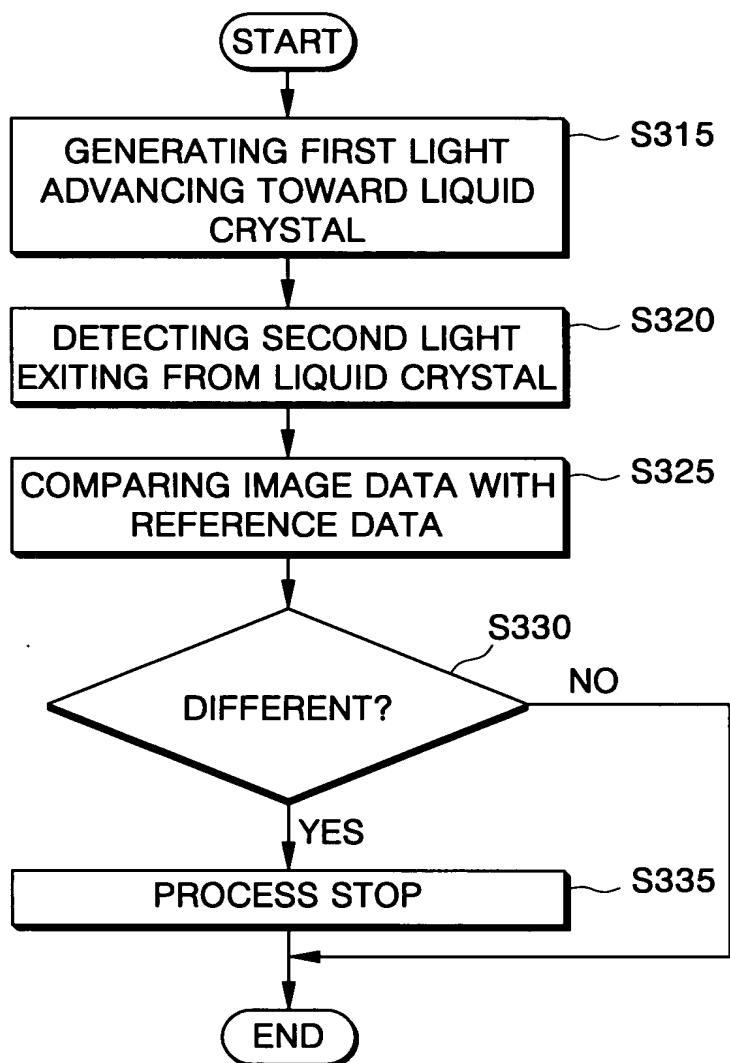 START
GENERATING FIRST LIGHT
ADVANCING TOWARD LIQUID
CRYSTAL
S315
DETECTING SECOND LIGHT
EXITING FROM LIQUID CRYSTAL
S320
COMPARING IMAGE DATA WITH
REFERENCE DATA
S325
DIFFERENT?
S330
NO
YES
PROCESS STOP
S335
END